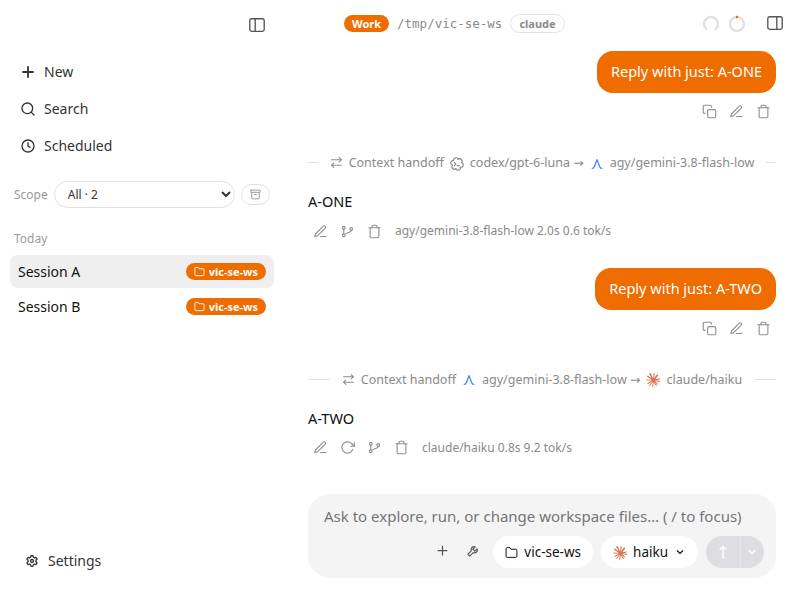 Work /tmp/vic-se-ws claude
New
Search
Scheduled
Scope All · 2
Today
Session A vic-se-ws
Session B vic-se-ws
Settings
Reply with just: A-ONE
Context handoff codex/gpt-6-luna → agy/gemini-3.8-flash-low
A-ONE
agy/gemini-3.8-flash-low 2.0s 0.6 tok/s
Reply with just: A-TWO
Context handoff agy/gemini-3.8-flash-low → claude/haiku
A-TWO
claude/haiku 0.8s 9.2 tok/s
Ask to explore, run, or change workspace files... ( / to focus)
vic-se-ws haiku